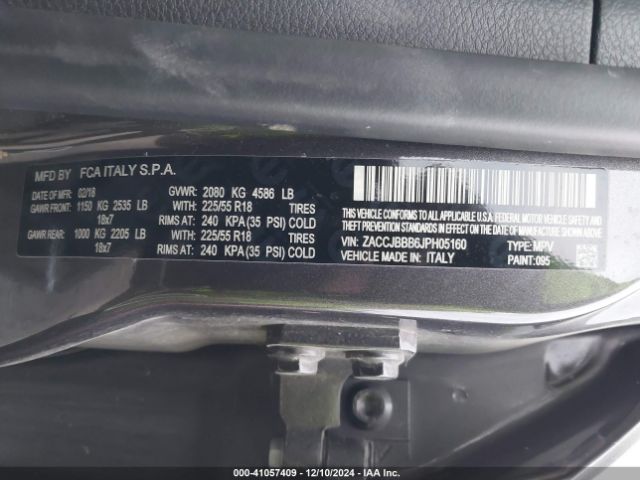 MFD BY FCA ITALY S.P.A.
DATE OF MFR: 02/18 GVWR: 2080 KG 4586 LB
GAWR FRONT: 1150 KG 2535 LB WITH: 225/55 R18 TIRES
18x7 RIMS AT: 240 KPA(35 PSI) COLD
GAWR REAR: 1000 KG 2205 LB WITH: 225/55 R18 TIRES
18x7 RIMS AT: 240 KPA(35 PSI) COLD
THIS VEHICLE CONFORMS TO ALL APPLICABLE U.S.A. FEDERAL MOTOR VEHICLE SAFETY AND
THEFT PREVENTION STANDARDS IN EFFECT ON THE DATE OF MANUFACTURE SHOWN ABOVE.
VIN: ZACCJBBB6JPH05160 TYPE: MPV
VEHICLE MADE IN: ITALY PAINT: 095
000-41057409 - 12/10/2024 - IAA Inc.